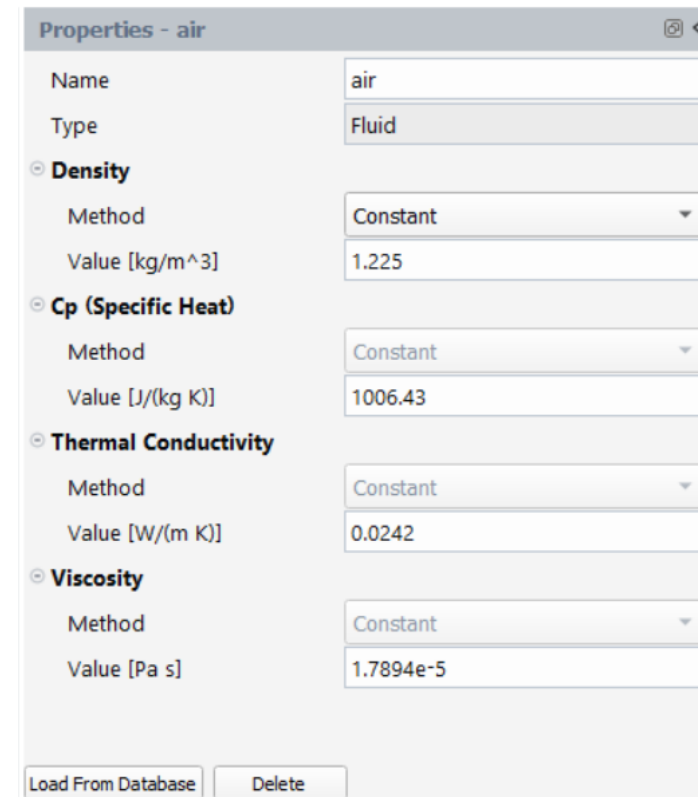 Properties - air
Name air
Type Fluid
Density
Method Constant
Value [kg/m^3] 1.225
Cp (Specific Heat)
Method Constant
Value [J/(kg K)] 1006.43
Thermal Conductivity
Method Constant
Value [W/(m K)] 0.0242
Viscosity
Method Constant
Value [Pa s] 1.7894e-5
Load From Database Delete